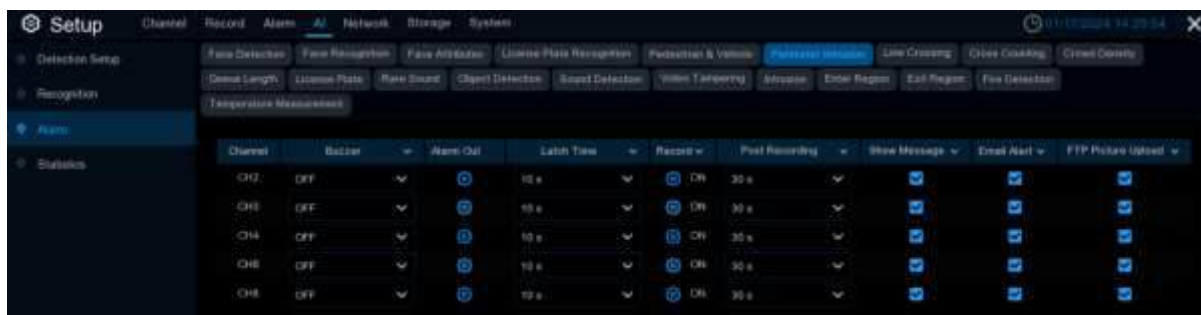 Setup Channel Record Alarm AI Network Storage System
Detection Setup
Recognition
Alarm
Statistics
Face Detection Face Recognition Face Attributes License Plate Recognition Pedestrian & Vehicle Perimeter Intrusion Line Crossing Cross Counting Crowd Density
Queue Length License Plate Rare Sound Object Detection Sound Detection Video Tampering Intrusion Enter Region Exit Region Fire Detection
Temperature Measurement
Channel Buzzer Alarm Out Latch Time Record Post Recording Show Message Email Alert FTP Picture Upload
CH2 OFF 10 s ON 30 s
CH3 OFF 10 s ON 30 s
CH4 OFF 10 s ON 30 s
OFF 10 s ON 30 s
OFF 10 s ON 30 s